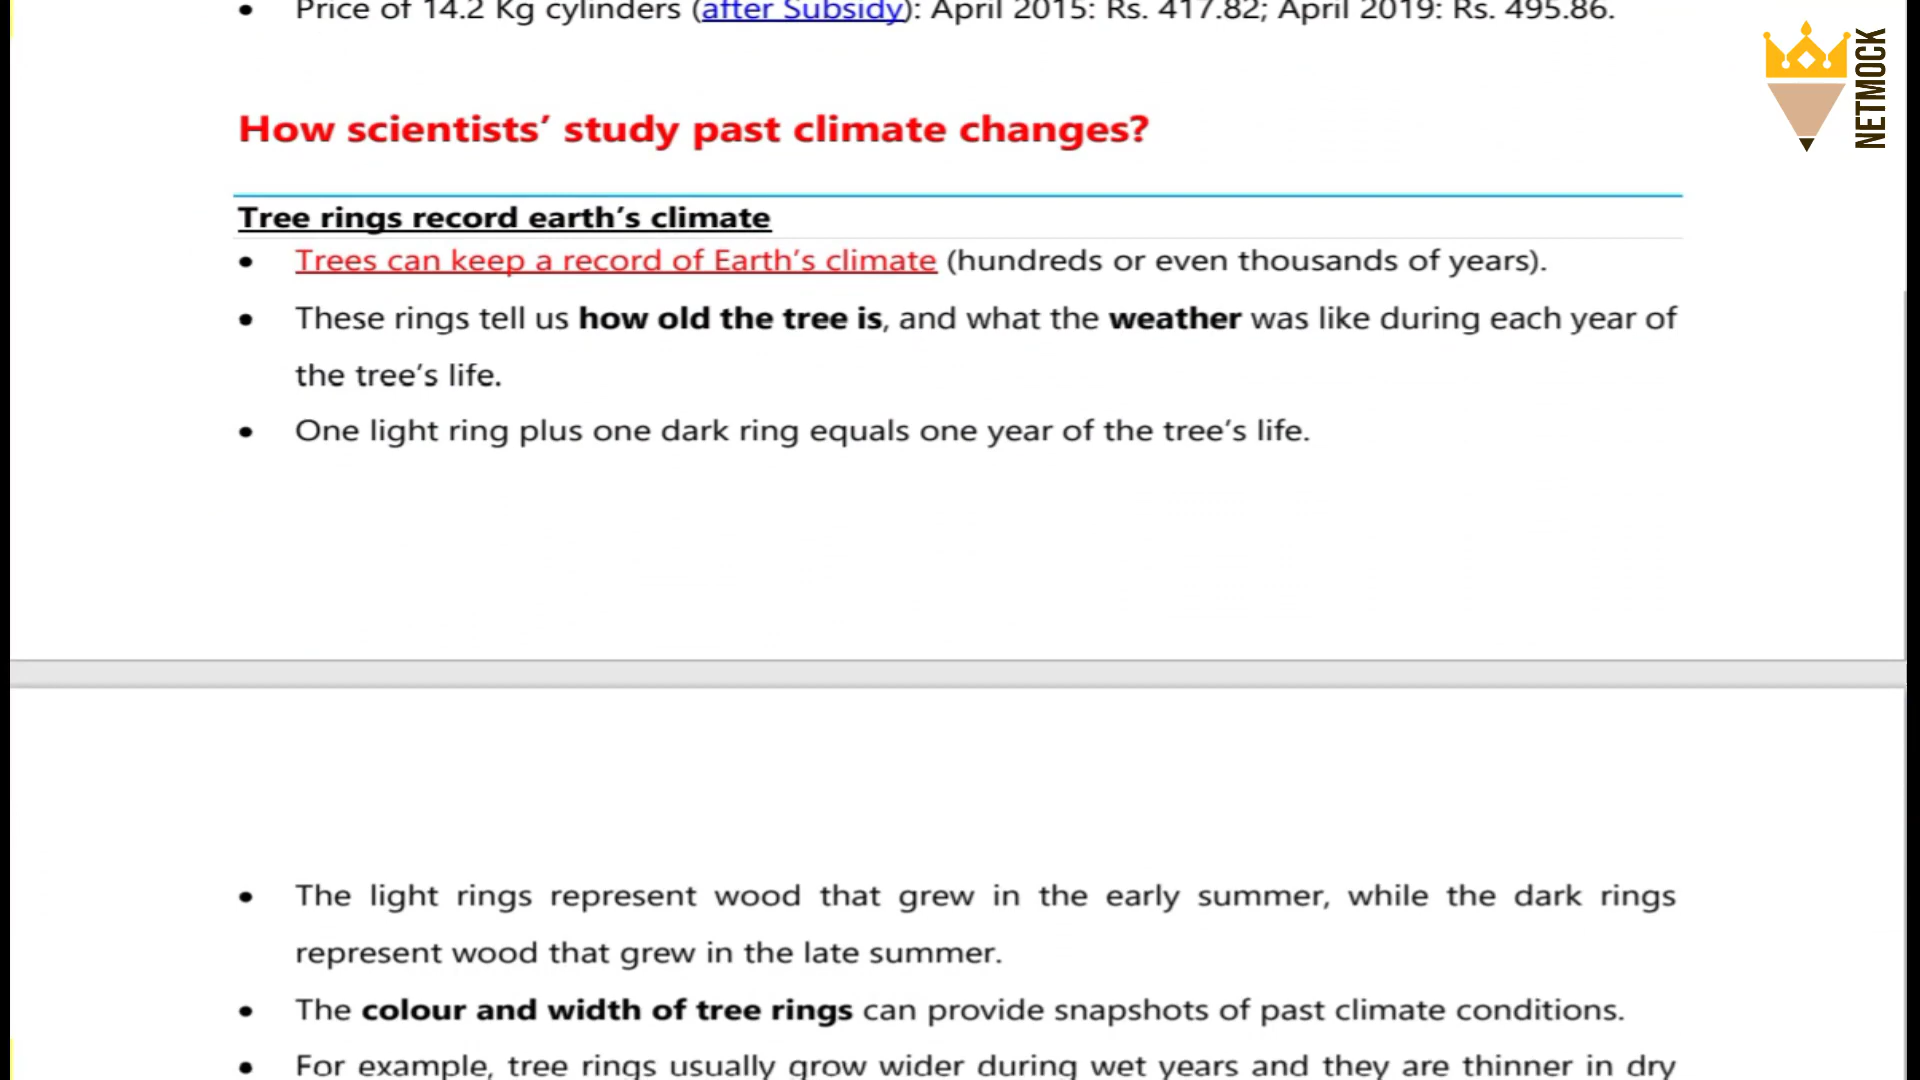 • Price of 14.2 Kg cylinders (after Subsidy): April 2015: Rs. 417.82; April 2019: Rs. 495.86.
NETMOCK
How scientists’ study past climate changes?
Tree rings record earth’s climate
• Trees can keep a record of Earth’s climate (hundreds or even thousands of years).
• These rings tell us how old the tree is, and what the weather was like during each year of
the tree’s life.
• One light ring plus one dark ring equals one year of the tree’s life.
• The light rings represent wood that grew in the early summer, while the dark rings
represent wood that grew in the late summer.
• The colour and width of tree rings can provide snapshots of past climate conditions.
• For example, tree rings usually grow wider during wet years and they are thinner in dry